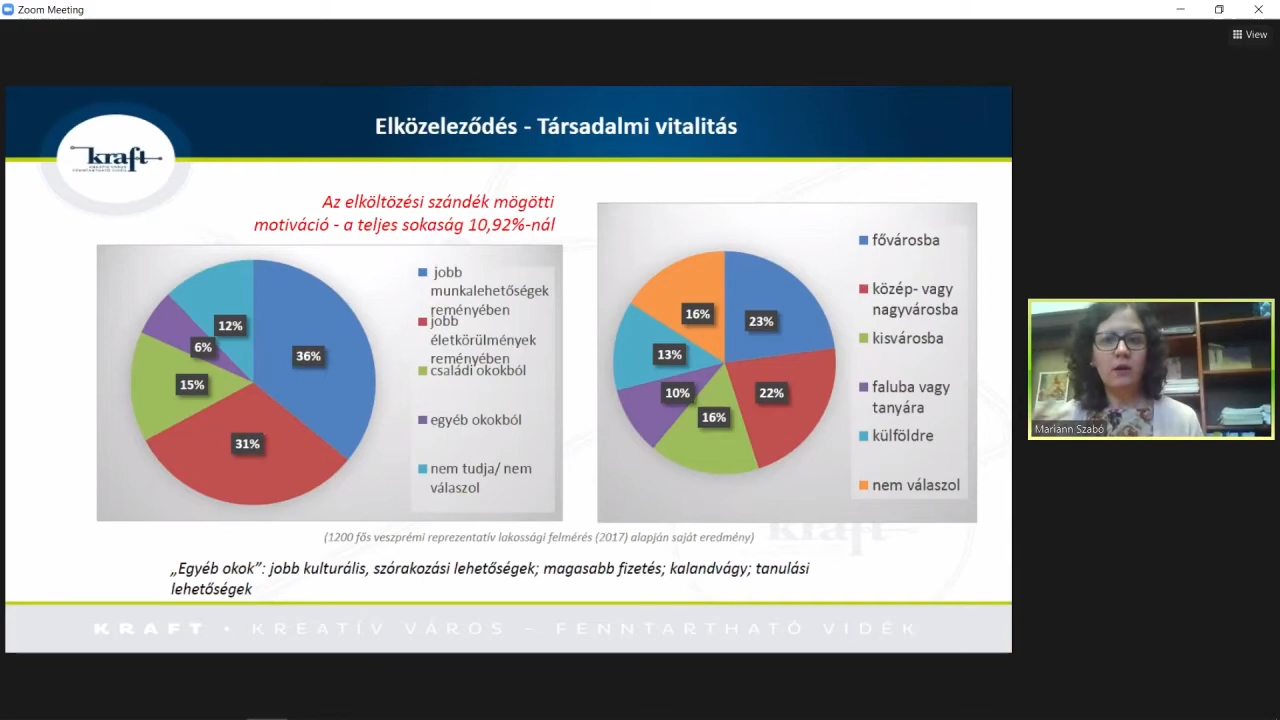 Zoom Meeting
View
Elközeleződés - Társadalmi vitalitás
kraft
Az elköltözési szándék mögötti
motiváció - a teljes sokaság 10,92%-nál
jobb
munkalehetőségek
reményében
jobb
életkörülmények
reményében
családi okokból
egyéb okokból
nem tudja/ nem
válaszol
36%
31%
15%
6%
12%
fővárosba
közép- vagy
nagyvárosba
kisvárosba
faluba vagy
tanyára
külföldre
nem válaszol
23%
22%
16%
10%
13%
16%
Mariann Szabó
(1200 fős veszprémi reprezentatív lakossági felmérés (2017) alapján saját eredmény)
„Egyéb okok”: jobb kulturális, szórakozási lehetőségek; magasabb fizetés; kalandvágy; tanulási
lehetőségek
KRAFT • KREATÍV VÁROS – FENNTARTHATÓ VIDÉK